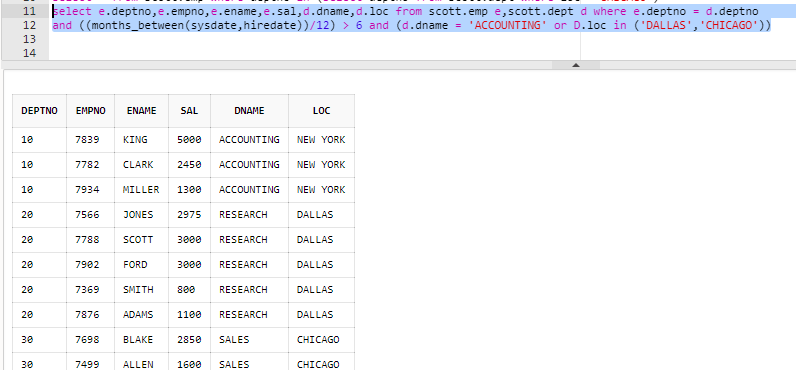 11 select e.deptno,e.empno,e.ename,e.sal,d.dname,d.loc from scott.emp e,scott.dept d where e.deptno = d.deptno
12 and ((months_between(sysdate,hiredate))/12) > 6 and (d.dname = 'ACCOUNTING' or D.loc in ('DALLAS','CHICAGO'))
13
14
DEPTNO EMPNO ENAME SAL DNAME LOC
10 7839 KING 5000 ACCOUNTING NEW YORK
10 7782 CLARK 2450 ACCOUNTING NEW YORK
10 7934 MILLER 1300 ACCOUNTING NEW YORK
20 7566 JONES 2975 RESEARCH DALLAS
20 7788 SCOTT 3000 RESEARCH DALLAS
20 7902 FORD 3000 RESEARCH DALLAS
20 7369 SMITH 800 RESEARCH DALLAS
20 7876 ADAMS 1100 RESEARCH DALLAS
30 7698 BLAKE 2850 SALES CHICAGO
30 7499 ALLEN 1600 SALES CHICAGO